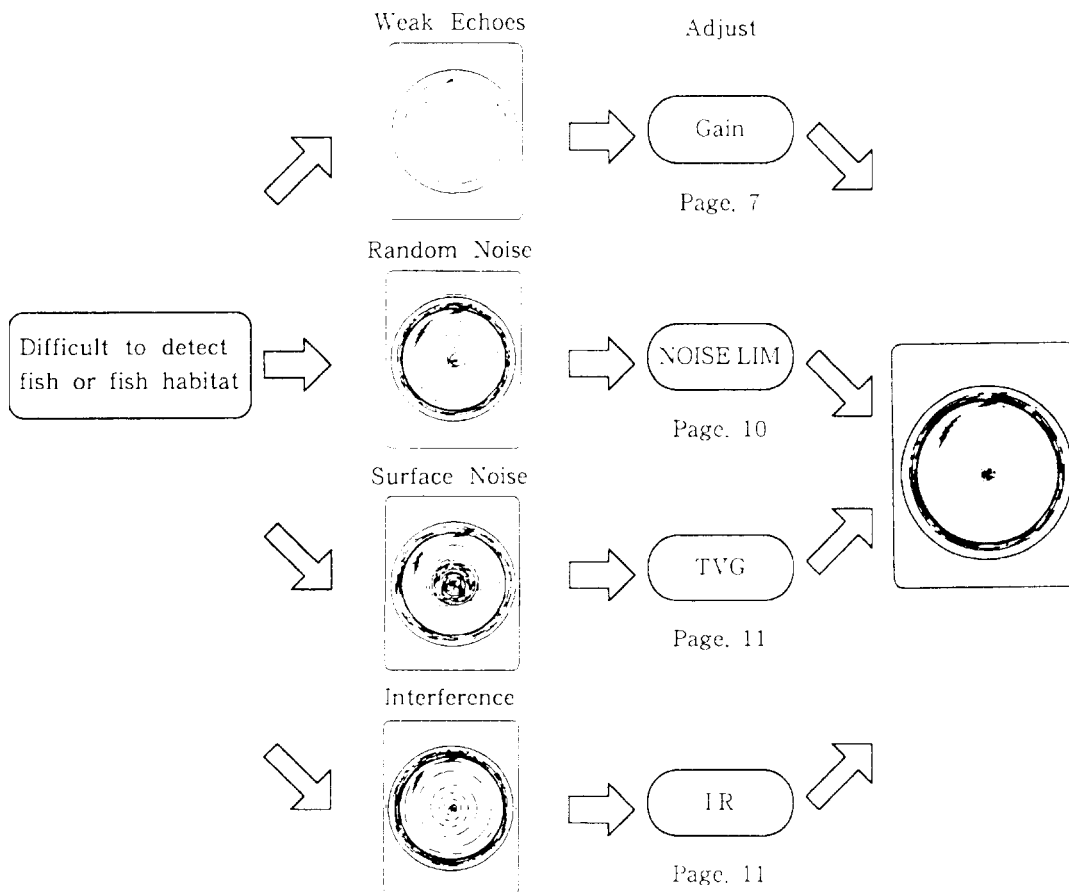 Weak Echoes
Adjust
Gain
Page. 7
Random Noise
Difficult to detect
fish or fish habitat
NOISE LIM
Page. 10
Surface Noise
TVG
Page. 11
Interference
IR
Page. 11